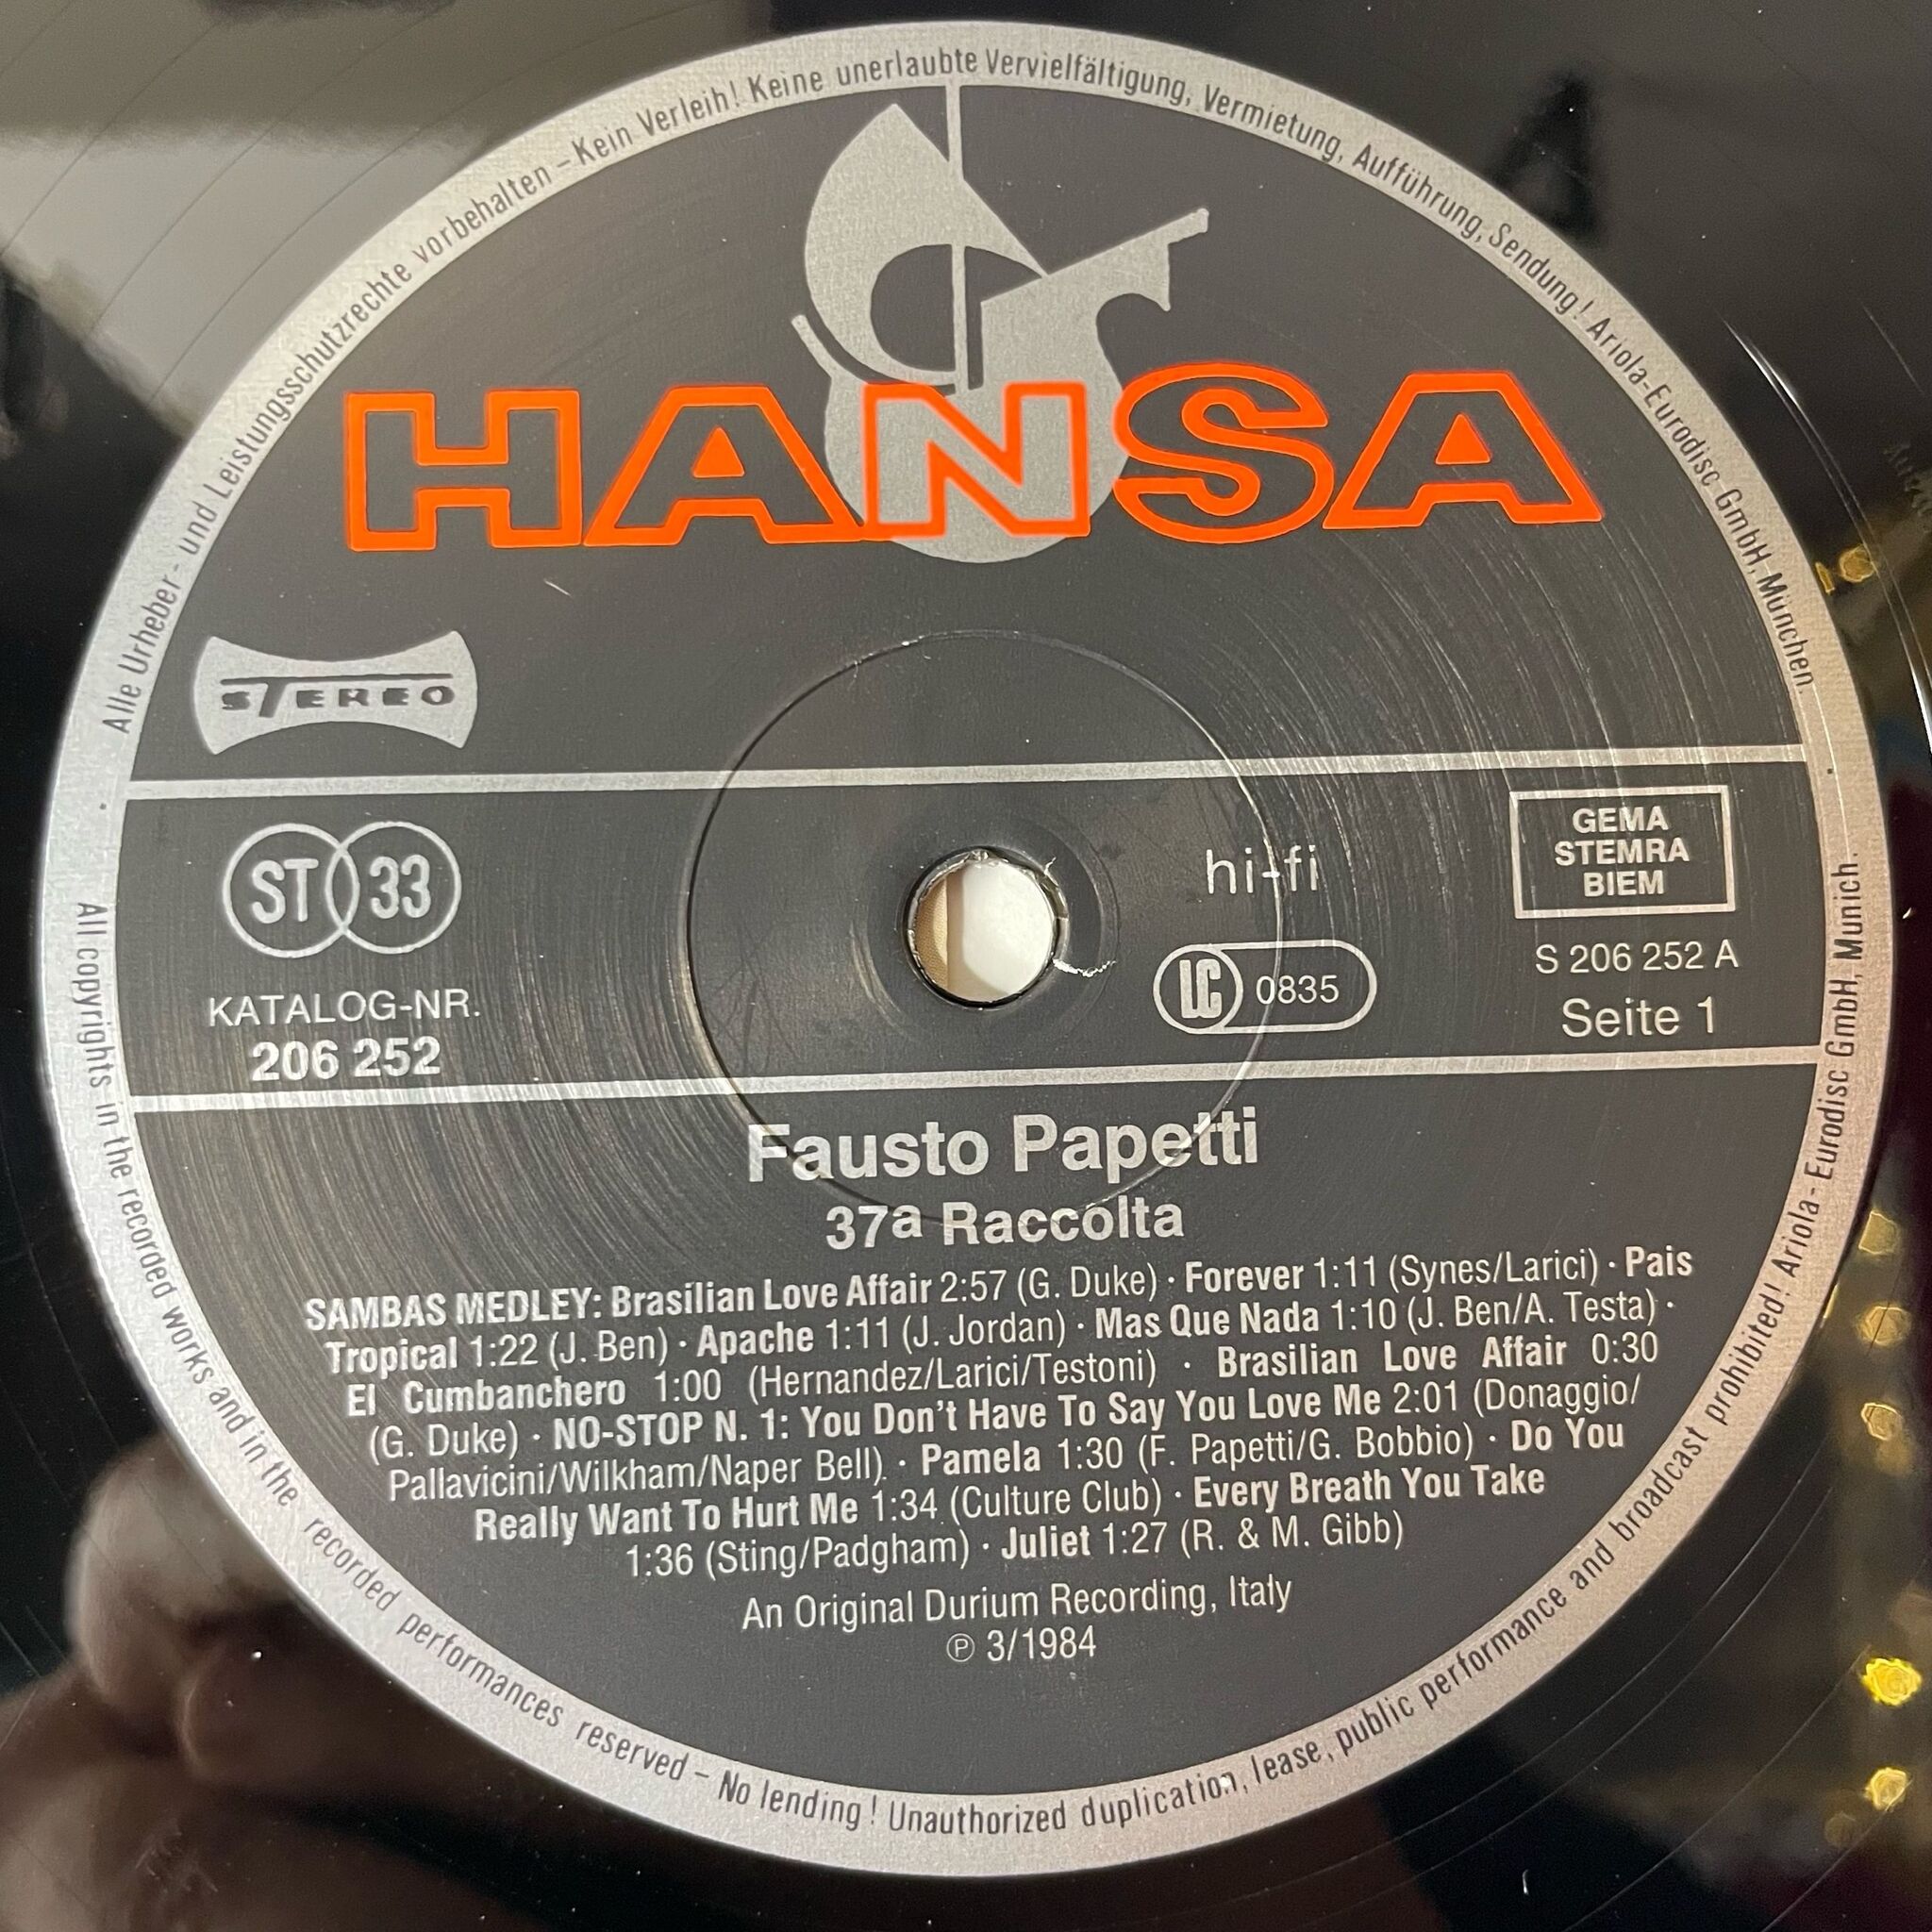 Alle Urheber- und Leistungsschutzrechte vorbehalten – Kein Verleih! Keine unerlaubte Vervielfältigung, Vermietung, Aufführung, Sendung! Ariola-Eurodisc GmbH, München.
HANSA
STEREO
ST 33
hi-fi
GEMA
STEMRA
BIEM
KATALOG-NR.
206 252
LC 0835
S 206 252 A
Seite 1
Fausto Papetti
37a Raccolta
SAMBAS MEDLEY: Brasilian Love Affair 2:57 (G. Duke) · Forever 1:11 (Synes/Larici) · Pais
Tropical 1:22 (J. Ben) · Apache 1:11 (J. Jordan) · Mas Que Nada 1:10 (J. Ben/A. Testa) ·
El Cumbanchero 1:00 (Hernandez/Larici/Testoni) · Brasilian Love Affair 0:30
(G. Duke) · NO-STOP N. 1: You Don't Have To Say You Love Me 2:01 (Donaggio/
Pallavicini/Wilkham/Naper Bell) · Pamela 1:30 (F. Papetti/G. Bobbio) · Do You
Really Want To Hurt Me 1:34 (Culture Club) · Every Breath You Take
1:36 (Sting/Padgham) · Juliet 1:27 (R. & M. Gibb)
An Original Durium Recording, Italy
℗ 3/1984
All copyrights in the recorded works and in the recorded performances reserved – No lending! Unauthorized duplication, lease, public performance and broadcast prohibited! Ariola-Eurodisc GmbH, Munich.